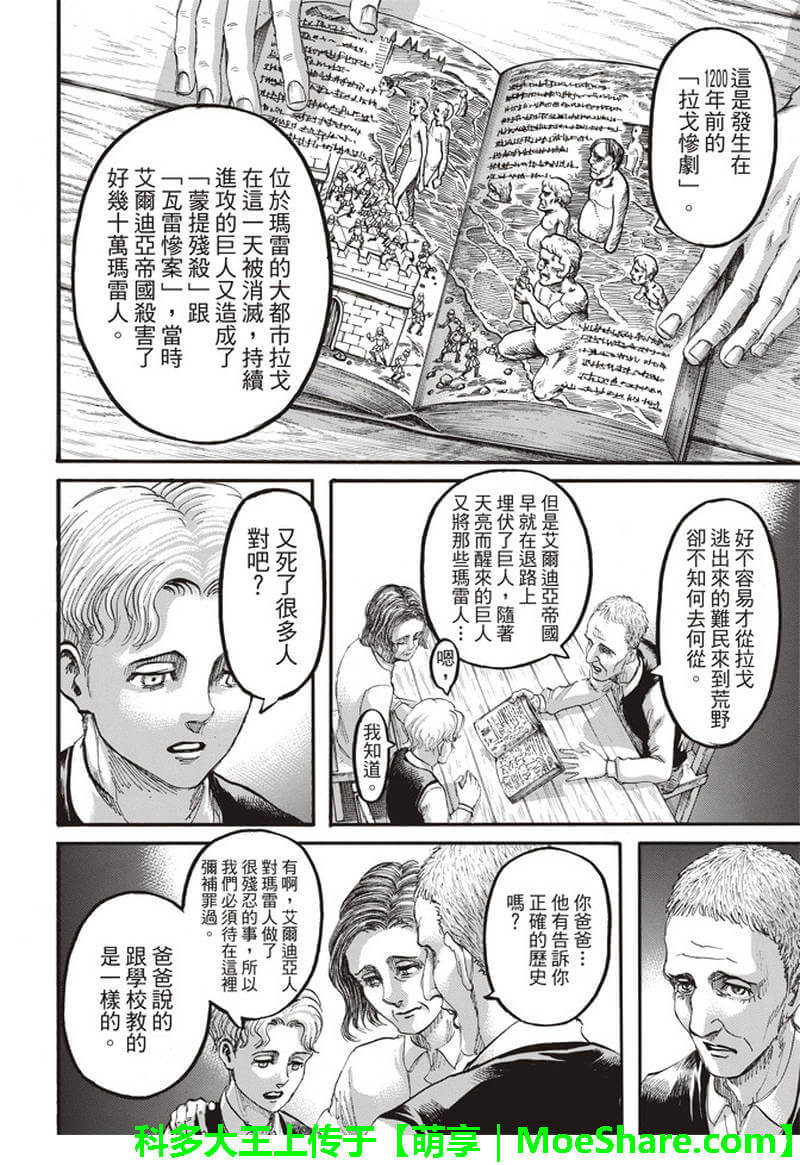 這是發生在
1200年前的
「拉戈慘劇」。
位於瑪雷的大都市拉戈
在這一天被消滅，持續
進攻的巨人又造成了
「蒙提殘殺」跟
「瓦雷慘案」，當時
艾爾迪亞帝國殺害了
好幾十萬瑪雷人。
好不容易才從拉戈
逃出來的難民來到荒野
卻不知何去何從。
但是艾爾迪亞帝國
早就在退路上
埋伏了巨人，隨著
天亮而醒來的巨人
又將那些瑪雷人…
嗯，
我知道。
又死了很多人
對吧？
你爸爸…
他有告訴你
正確的歷史
嗎？
有啊，艾爾迪亞人
對瑪雷人做了
很殘忍的事，所以
我們必須待在這裡
彌補罪過。
爸爸說的
跟學校教的
是一樣的。
科多大王上传于【萌享|MoeShare.com】